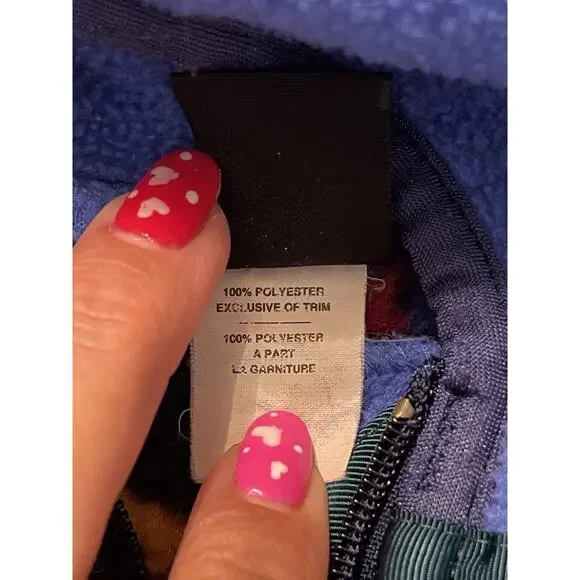 100% POLYESTER
EXCLUSIVE OF TRIM
100% POLYESTER
A PART
LA GARNITURE